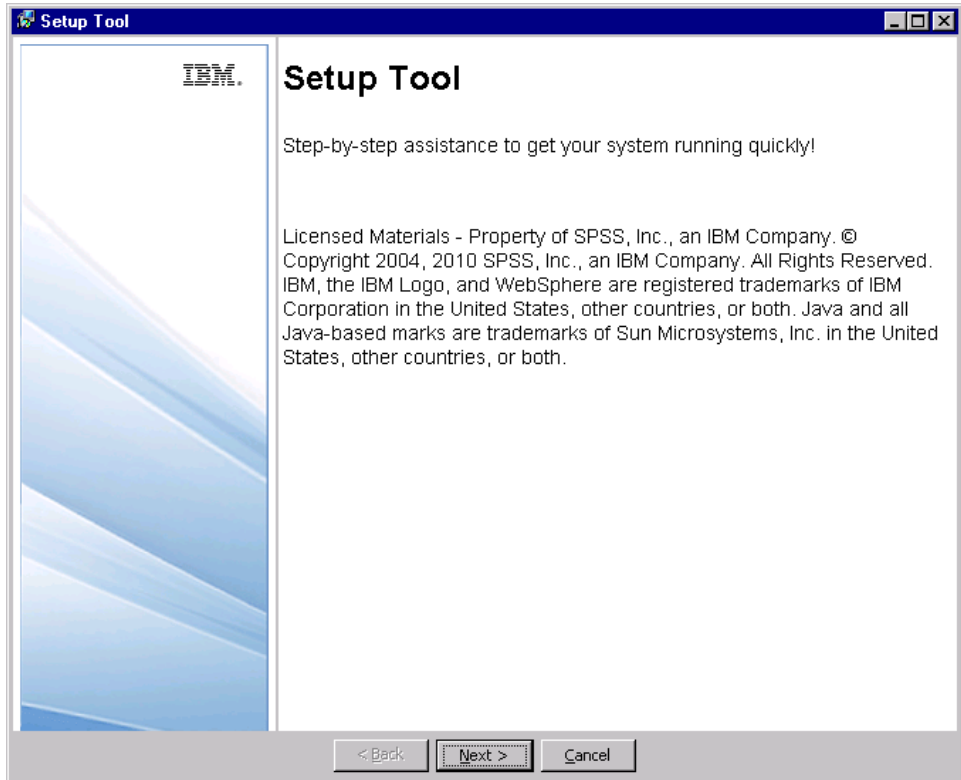 Setup Tool
IBM.
Setup Tool
Step-by-step assistance to get your system running quickly!
Licensed Materials - Property of SPSS, Inc., an IBM Company. ©
Copyright 2004, 2010 SPSS, Inc., an IBM Company. All Rights Reserved.
IBM, the IBM Logo, and WebSphere are registered trademarks of IBM
Corporation in the United States, other countries, or both. Java and all
Java-based marks are trademarks of Sun Microsystems, Inc. in the United
States, other countries, or both.
< Back Next > Cancel